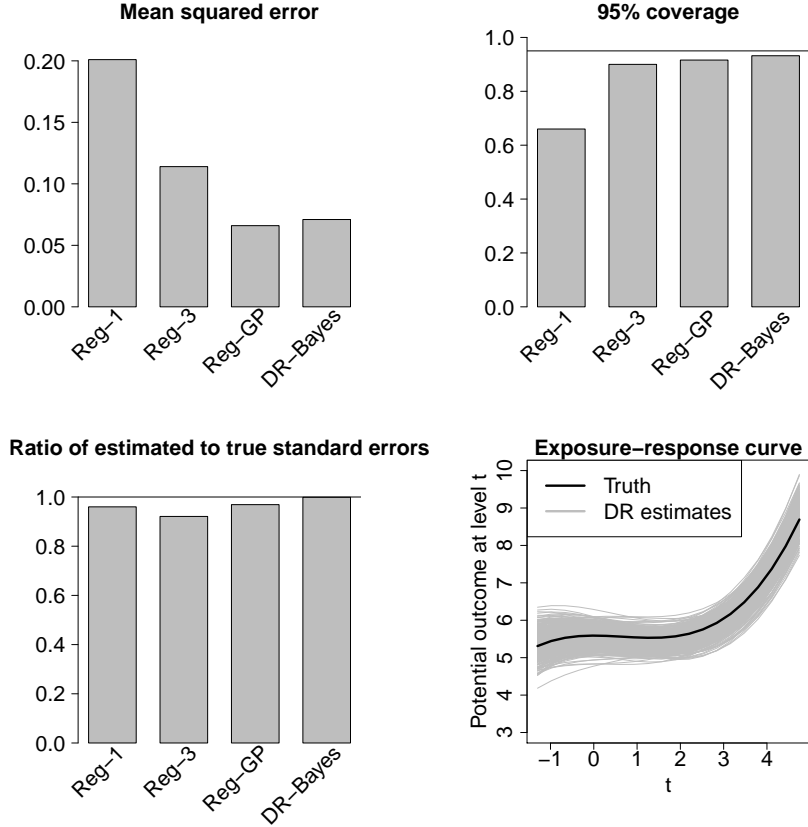 Mean squared error
0.20
0.15
0.10
0.05
0.00
Reg−1
Reg−3
Reg−GP
DR−Bayes
95% coverage
1.0
0.8
0.6
0.4
0.2
0.0
Reg−1
Reg−3
Reg−GP
DR−Bayes
Ratio of estimated to true standard errors
1.0
0.8
0.6
0.4
0.2
0.0
Reg−1
Reg−3
Reg−GP
DR−Bayes
Exposure−response curve
Potential outcome at level t
10
9
8
7
6
5
4
3
Truth
DR estimates
−1 0 1 2 3 4
t